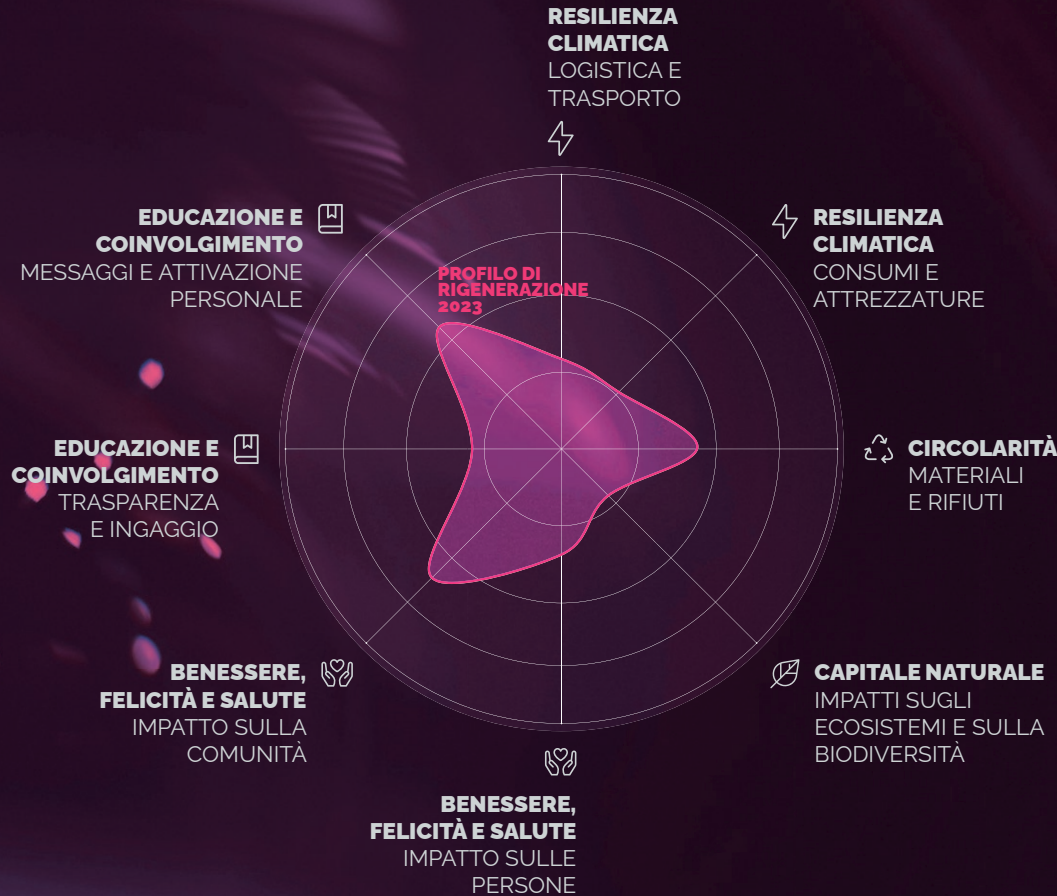 RESILIENZA
CLIMATICA
LOGISTICA E
TRASPORTO
EDUCAZIONE E
COINVOLGIMENTO
MESSAGGI E ATTIVAZIONE
PERSONALE
RESILIENZA
CLIMATICA
CONSUMI E
ATTREZZATURE
PROFILO DI
RIGENERAZIONE
2023
EDUCAZIONE E
COINVOLGIMENTO
TRASPARENZA
E INGAGGIO
CIRCOLARITÀ
MATERIALI
E RIFIUTI
BENESSERE,
FELICITÀ E SALUTE
IMPATTO SULLA
COMUNITÀ
CAPITALE NATURALE
IMPATTI SUGLI
ECOSISTEMI E SULLA
BIODIVERSITÀ
BENESSERE,
FELICITÀ E SALUTE
IMPATTO SULLE
PERSONE